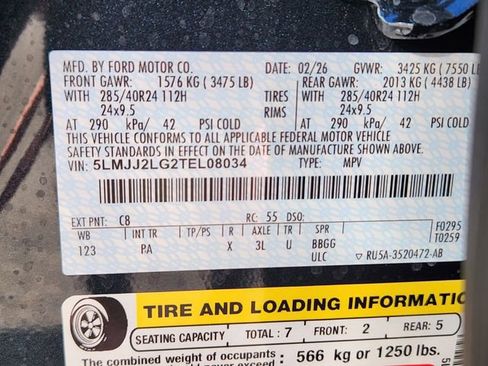 MFD. BY FORD MOTOR CO. DATE: 02/26 GVWR: 3425 KG ( 7550 LB
FRONT GAWR: 1576 KG ( 3475 LB) REAR GAWR: 2013 KG ( 4438 LB)
WITH 285/40R24 112H TIRES WITH 285/40R24 112H
24x9.5 RIMS 24x9.5
AT 290 kPa/ 42 PSI COLD AT 290 kPa/ 42 PSI COLD
THIS VEHICLE CONFORMS TO ALL APPLICABLE FEDERAL MOTOR VEHICLE
SAFETY STANDARDS IN EFFECT ON THE DATE OF MANUFACTURE SHOWN ABOVE.
VIN: 5LMJJ2LG2TEL08034 TYPE: MPV
EXT PNT: C8 RC: 55 DSO: F0295
WB INT TR TP/PS R AXLE TR SPR T0259
123 PA X 3L U BBGG
ULC ▽ RU5A-3520472-AB
TIRE AND LOADING INFORMATIO
SEATING CAPACITY TOTAL: 7 FRONT: 2 REAR: 5
The combined weight of occupants 566 kg or 1250 lbs.